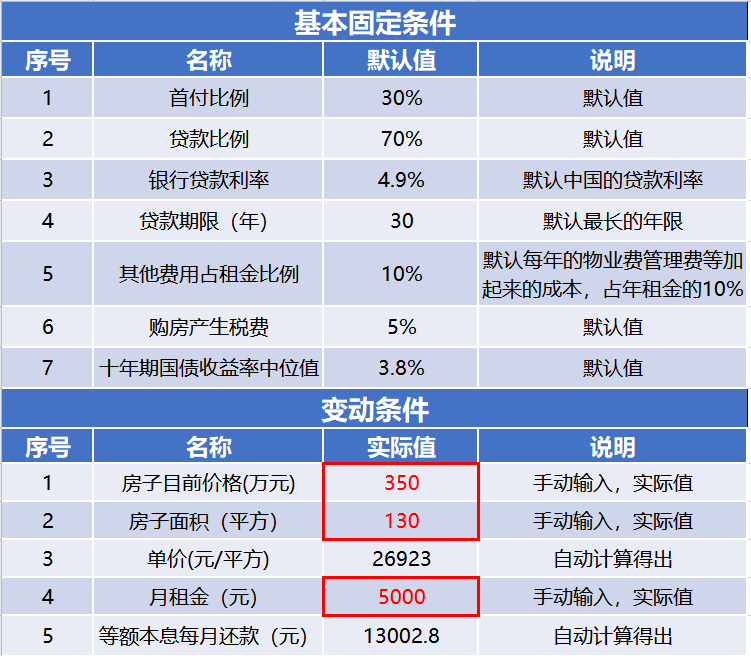 基本固定条件
序号 名称 默认值 说明
1 首付比例 30% 默认值
2 贷款比例 70% 默认值
3 银行贷款利率 4.9% 默认中国的贷款利率
4 贷款期限（年） 30 默认最长的年限
5 其他费用占租金比例 10% 默认每年的物业费管理费等加
起来的成本，占年租金的10%
6 购房产生税费 5% 默认值
7 十年期国债收益率中位值 3.8% 默认值
变动条件
序号 名称 实际值 说明
1 房子目前价格(万元) 350 手动输入，实际值
2 房子面积（平方） 130 手动输入，实际值
3 单价(元/平方) 26923 自动计算得出
4 月租金（元） 5000 手动输入，实际值
5 等额本息每月还款（元） 13002.8 自动计算得出